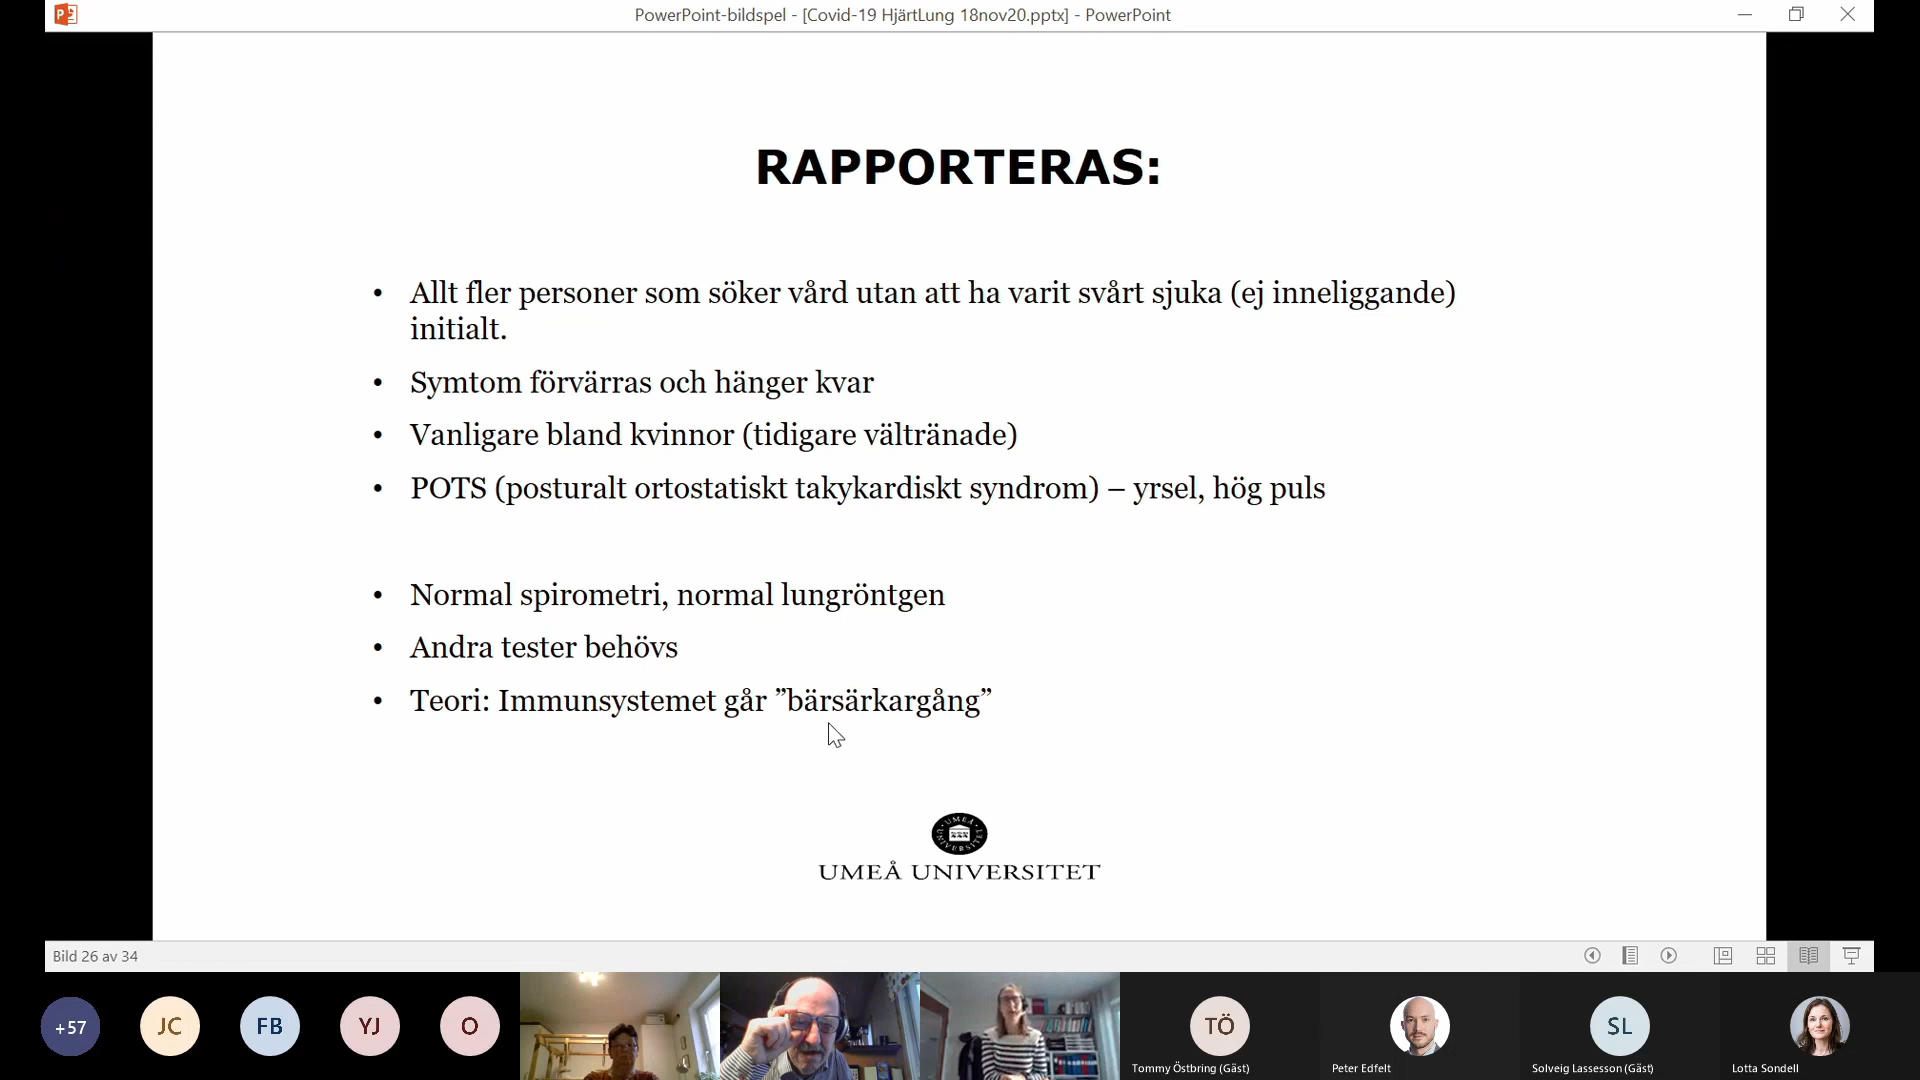 PowerPoint-bildspel - [Covid-19 HjärtLung 18nov20.pptx] - PowerPoint
RAPPORTERAS:
• Allt fler personer som söker vård utan att ha varit svårt sjuka (ej inneliggande)
initialt.
• Symtom förvärras och hänger kvar
• Vanligare bland kvinnor (tidigare vältränade)
• POTS (posturalt ortostatiskt takykardiskt syndrom) – yrsel, hög puls
• Normal spirometri, normal lungröntgen
• Andra tester behövs
• Teori: Immunsystemet går ”bärsärkargång”
UMEÅ UNIVERSITET
Bild 26 av 34
+57
JC
FB
YJ
O
TÖ
SL
Tommy Östbring (Gäst)
Peter Edfelt
Solveig Lassesson (Gäst)
Lotta Sondell